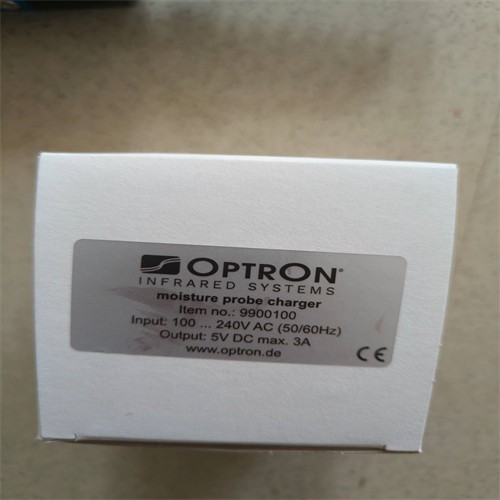 OPTRON®
INFRARED SYSTEMS
moisture probe charger
Item no.: 9900100
Input: 100 ... 240V AC (50/60Hz)
Output: 5V DC max. 3A
www.optron.de
CE